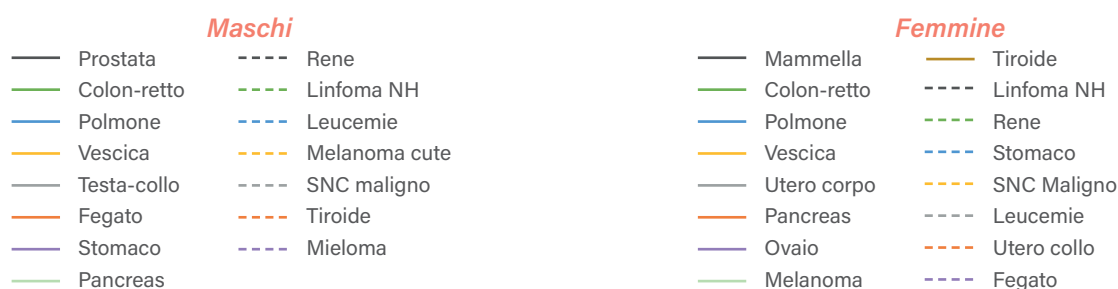 Maschi
Prostata
Colon-retto
Polmone
Vescica
Testa-collo
Fegato
Stomaco
Pancreas
Rene
Linfoma NH
Leucemie
Melanoma cute
SNC maligno
Tiroide
Mieloma
Femmine
Mammella
Colon-retto
Polmone
Vescica
Utero corpo
Pancreas
Ovaio
Melanoma
Tiroide
Linfoma NH
Rene
Stomaco
SNC Maligno
Leucemie
Utero collo
Fegato